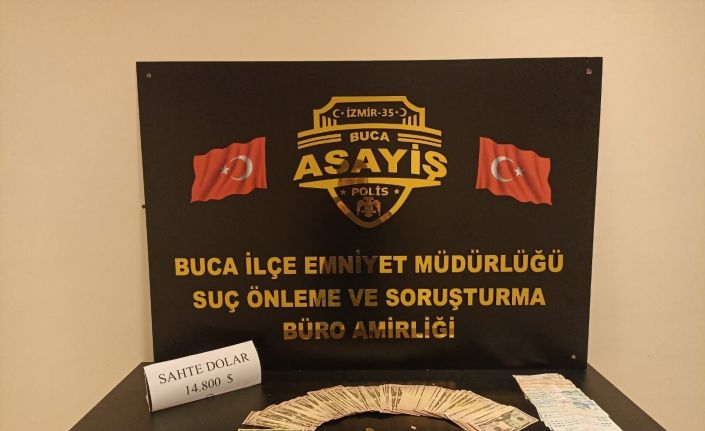 İZMİR-35
BUCA
ASAYİŞ
POLİS
BUCA İLÇE EMNİYET MÜDÜRLÜĞÜ
SUÇ ÖNLEME VE SORUŞTURMA
BÜRO AMİRLİĞİ
SAHTE DOLAR
14.800 $